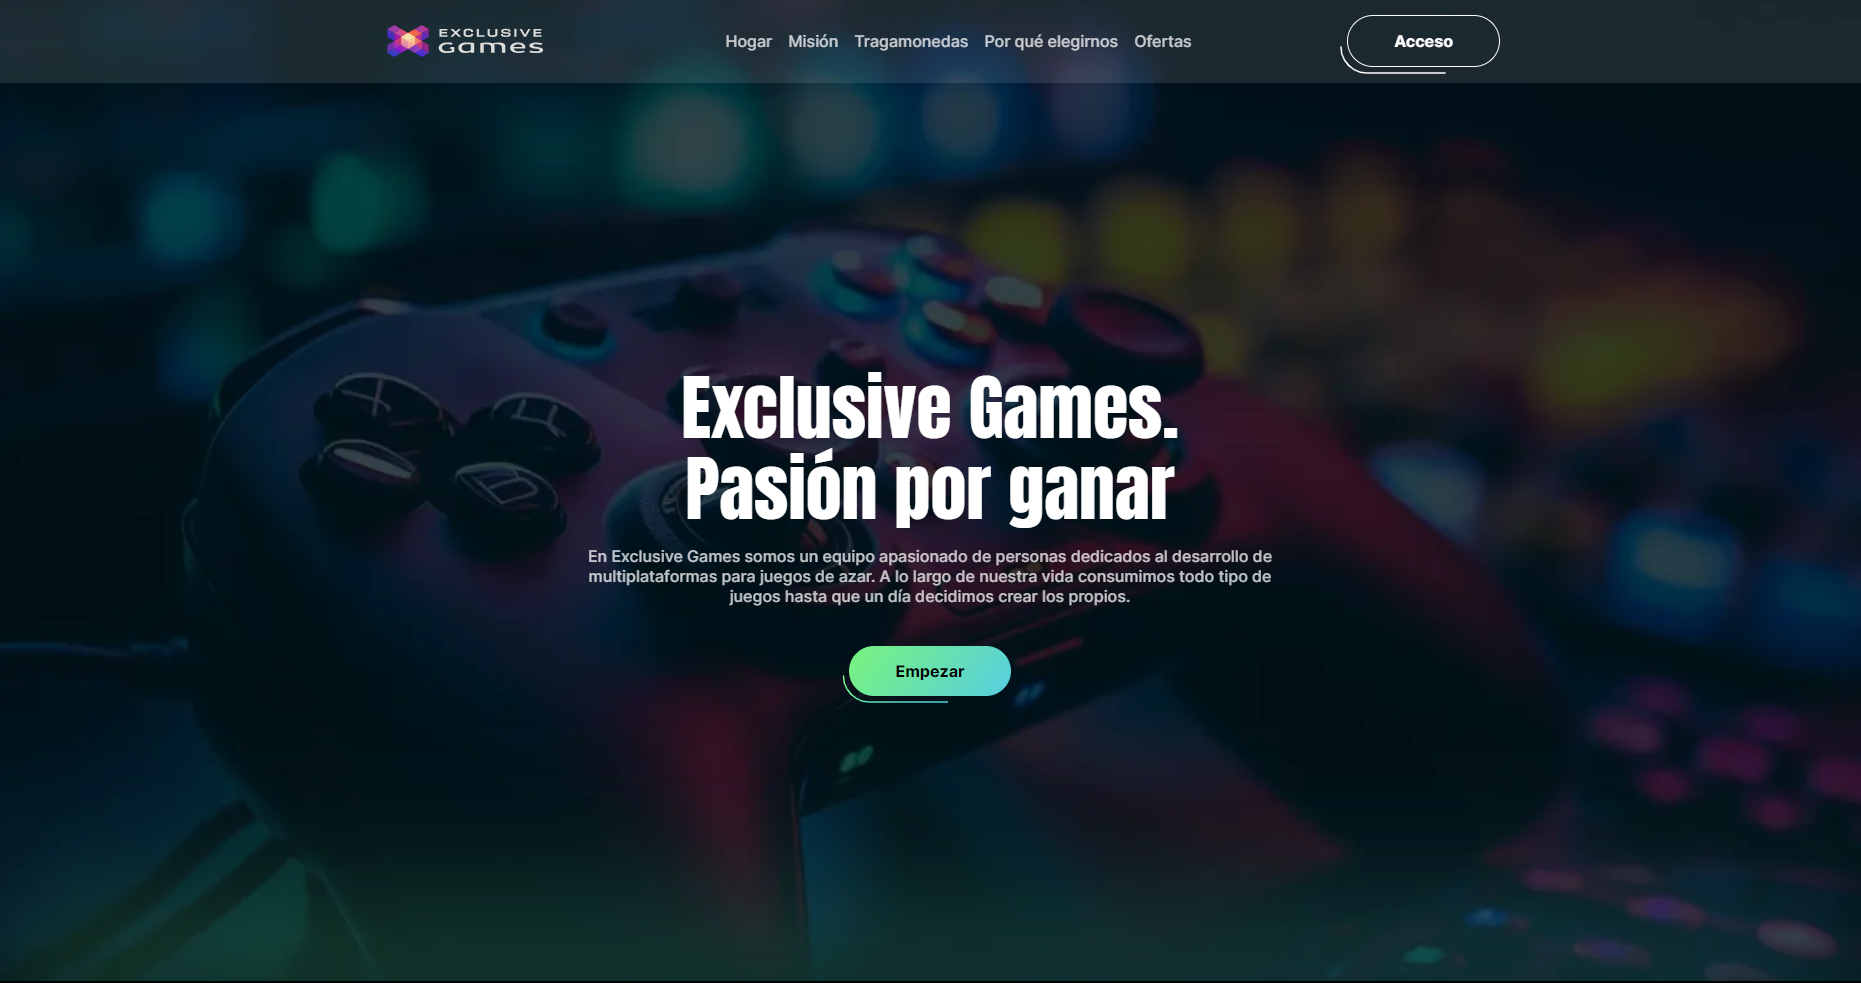 EXCLUSIVE
Games
Hogar Misión Tragamonedas Por qué elegirnos Ofertas
Acceso
Exclusive Games.
Pasión por ganar
En Exclusive Games somos un equipo apasionado de personas dedicados al desarrollo de
multiplataformas para juegos de azar. A lo largo de nuestra vida consumimos todo tipo de
juegos hasta que un día decidimos crear los propios.
Empezar
X
Y
B